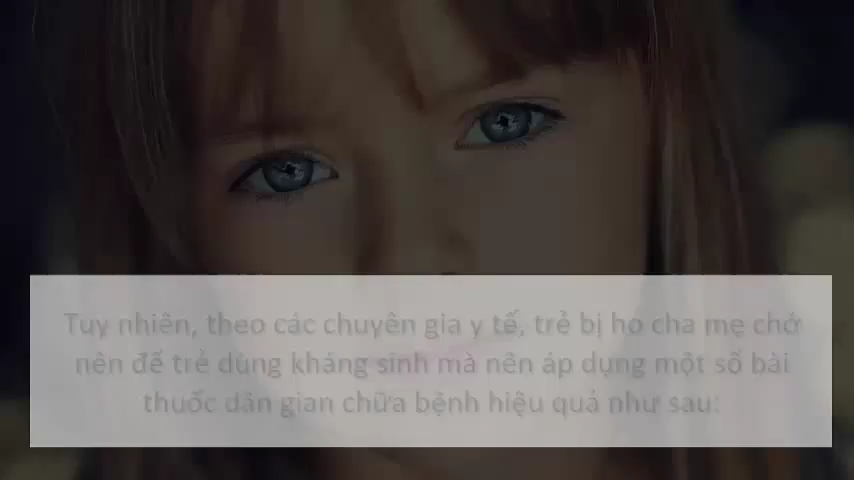 Tuy nhiên, theo các chuyên gia y tế, trẻ bị ho cha mẹ chớ
nên để trẻ dùng kháng sinh mà nên áp dụng một số bài
thuốc dân gian chữa bệnh hiệu quả như sau: